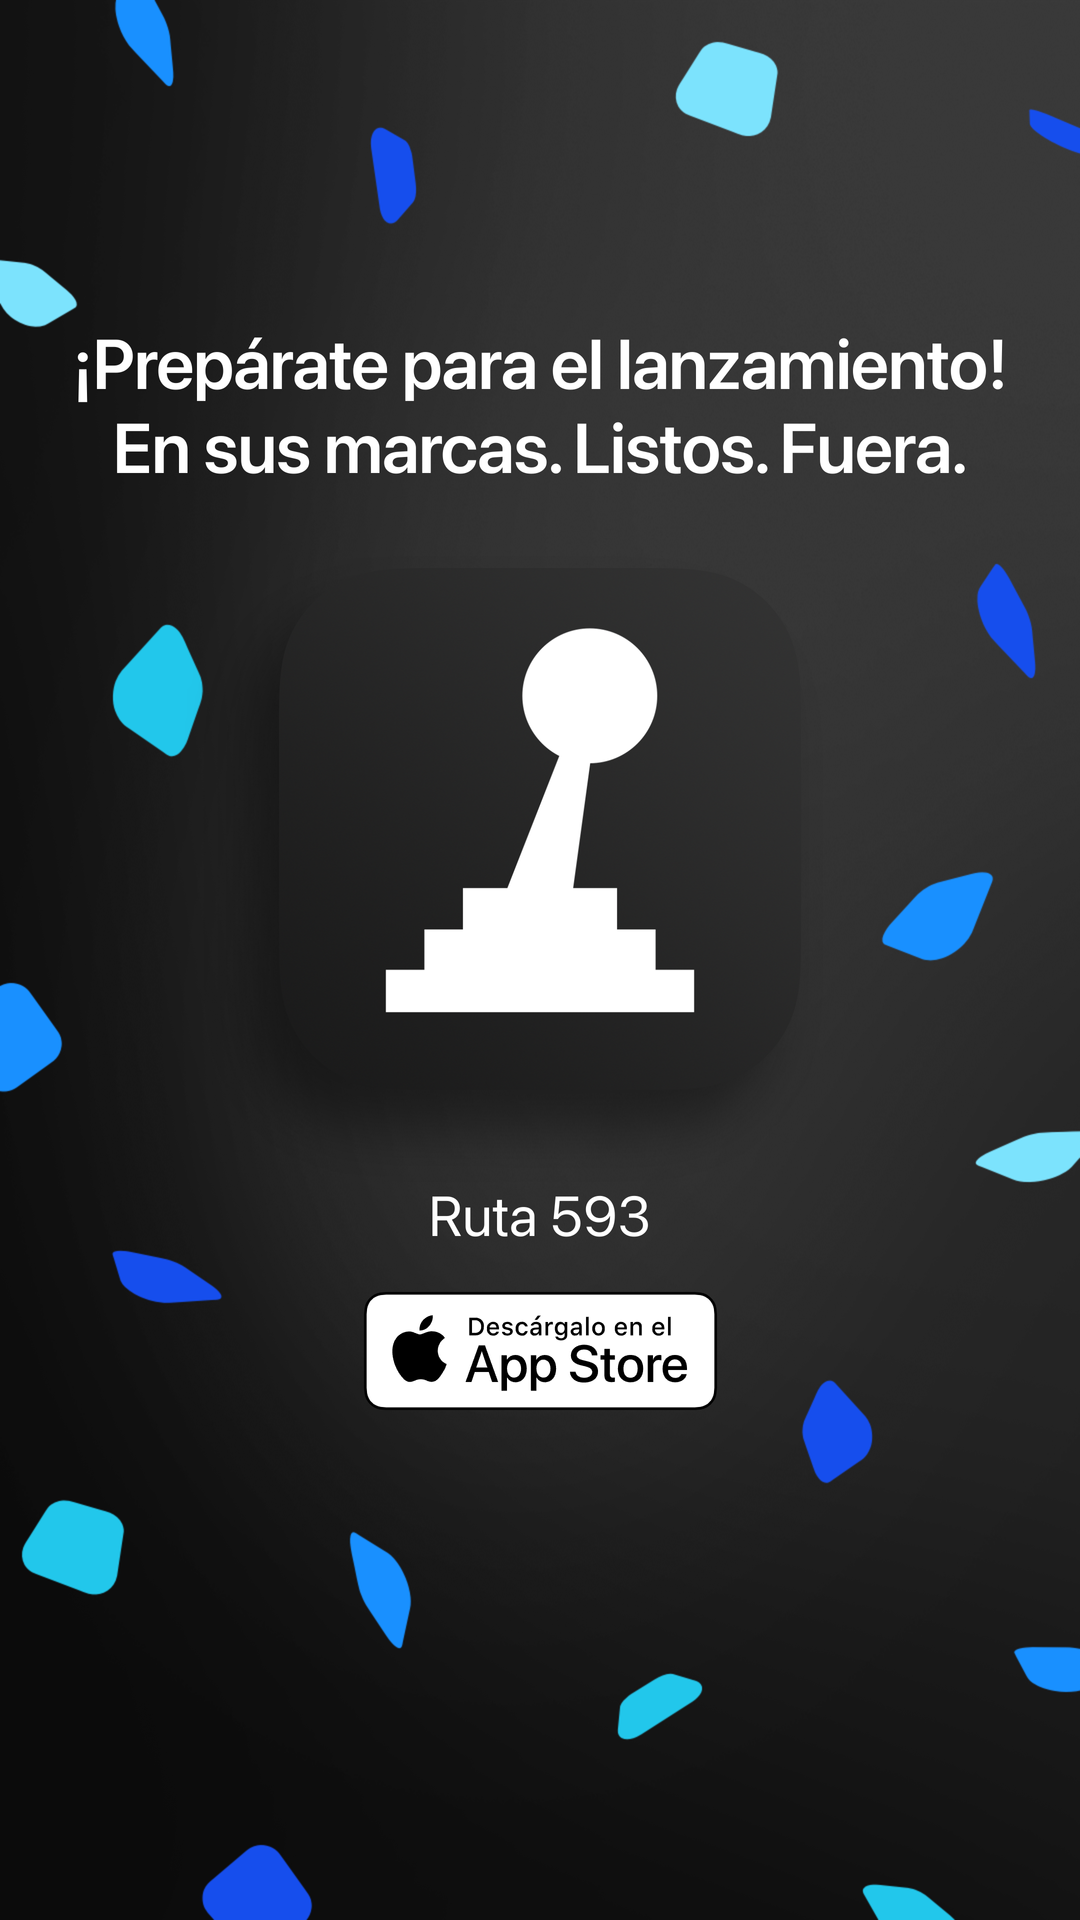 ¡Prepárate para el lanzamiento!
En sus marcas. Listos. Fuera.
Ruta 593
Descárgalo en el
App Store